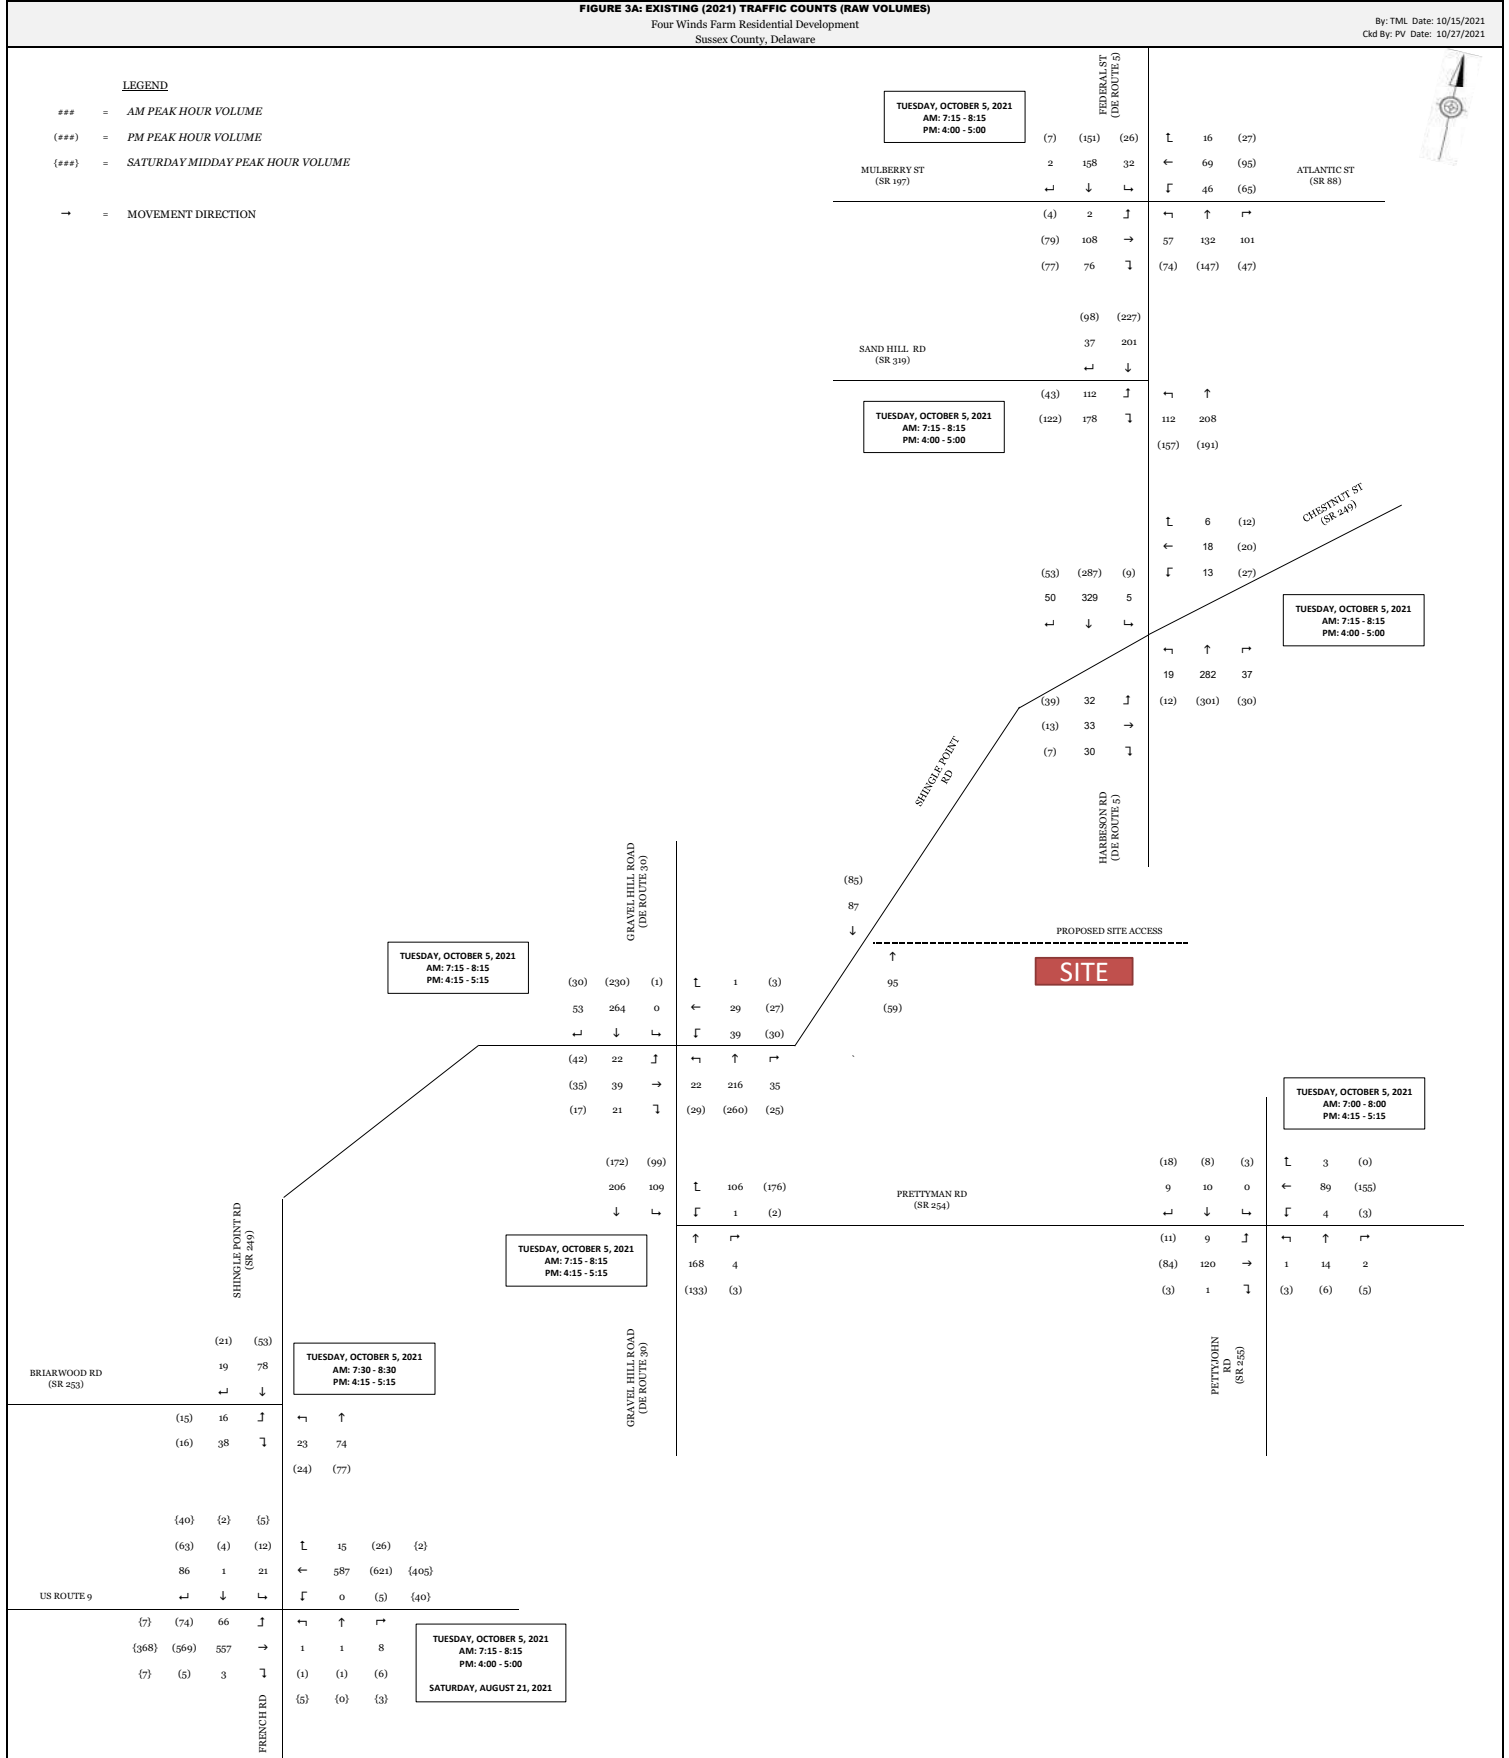 FIGURE 3A: EXISTING (2021) TRAFFIC COUNTS (RAW VOLUMES)
Four Winds Farm Residential Development
Sussex County, Delaware
By: TML Date: 10/15/2021
Ckd By: PV Date: 10/27/2021
LEGEND
### = AM PEAK HOUR VOLUME
(###) = PM PEAK HOUR VOLUME
{###} = SATURDAY MIDDAY PEAK HOUR VOLUME
→ = MOVEMENT DIRECTION
FEDERAL ST
(DE ROUTE 5)
TUESDAY, OCTOBER 5, 2021
AM: 7:15 - 8:15
PM: 4:00 - 5:00
MULBERRY ST
(SR 197)
ATLANTIC ST
(SR 88)
(7) (151) (26) ↑ 16 (27)
2 158 32 ← 69 (95)
↵ ↓ ↳ ↓ 46 (65)
(4) 2 ↑ ↰ ↑ ↱
(79) 108 → 57 132 101
(77) 76 ↴ (74) (147) (47)
SAND HILL RD
(SR 319)
(98) (227)
37 201
↵ ↓
(43) 112 ↑ ↰ ↑
(122) 178 ↴ 112 208
(157) (191)
TUESDAY, OCTOBER 5, 2021
AM: 7:15 - 8:15
PM: 4:00 - 5:00
CHESTNUT ST
(SR 249)
↑ 6 (12)
← 18 (20)
(53) (287) (9) ↓ 13 (27)
50 329 5
↵ ↓ ↳
TUESDAY, OCTOBER 5, 2021
AM: 7:15 - 8:15
PM: 4:00 - 5:00
↰ ↑ ↱
19 282 37
(39) 32 ↑ (12) (301) (30)
(13) 33 →
(7) 30 ↴
SHINGLE POINT
RD
HARBESON RD
(DE ROUTE 5)
(85)
87
↓
PROPOSED SITE ACCESS
SITE
↑
95
(59)
GRAVEL HILL ROAD
(DE ROUTE 30)
TUESDAY, OCTOBER 5, 2021
AM: 7:15 - 8:15
PM: 4:15 - 5:15
(30) (230) (1) ↑ 1 (3)
53 264 0 ← 29 (27)
↵ ↓ ↳ ↓ 39 (30)
(42) 22 ↑ ↰ ↑ ↱
(35) 39 → 22 216 35
(17) 21 ↴ (29) (260) (25)
(172) (99)
206 109 ↑ 106 (176)
↓ ↳ ↓ 1 (2)
↑ ↱
168 4
(133) (3)
TUESDAY, OCTOBER 5, 2021
AM: 7:15 - 8:15
PM: 4:15 - 5:15
PRETTYMAN RD
(SR 254)
TUESDAY, OCTOBER 5, 2021
AM: 7:00 - 8:00
PM: 4:15 - 5:15
(18) (8) (3) ↑ 3 (0)
9 10 0 ← 89 (155)
↵ ↓ ↳ ↓ 4 (3)
(11) 9 ↑ ↰ ↑ ↱
(84) 120 → 1 14 2
(3) 1 ↴ (3) (6) (5)
PETTYJOHN
RD
(SR 255)
GRAVEL HILL ROAD
(DE ROUTE 30)
SHINGLE POINT RD
(SR 249)
BRIARWOOD RD
(SR 253)
(21) (53)
19 78
↵ ↓
TUESDAY, OCTOBER 5, 2021
AM: 7:30 - 8:30
PM: 4:15 - 5:15
(15) 16 ↑ ↰ ↑
(16) 38 ↴ 23 74
(24) (77)
US ROUTE 9
{40} {2} {5}
(63) (4) (12) ↑ 15 (26) {2}
86 1 21 ← 587 (621) {405}
↵ ↓ ↳ ↓ 0 (5) {40}
{7} (74) 66 ↑ ↰ ↑ ↱
{368} (569) 557 → 1 1 8
{7} (5) 3 ↴ (1) (1) (6)
{5} {0} {3}
TUESDAY, OCTOBER 5, 2021
AM: 7:15 - 8:15
PM: 4:00 - 5:00
SATURDAY, AUGUST 21, 2021
FRENCH RD